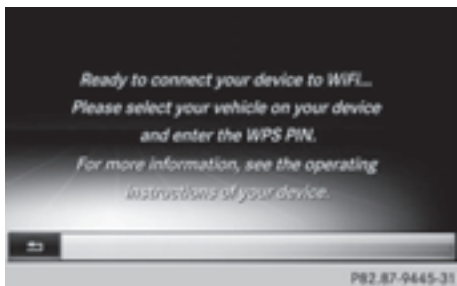 Ready to connect your device to WiFi...
Please select your vehicle on your device
and enter the WPS PIN.
For more information, see the operating
instructions of your device.
P82.87-9445-31